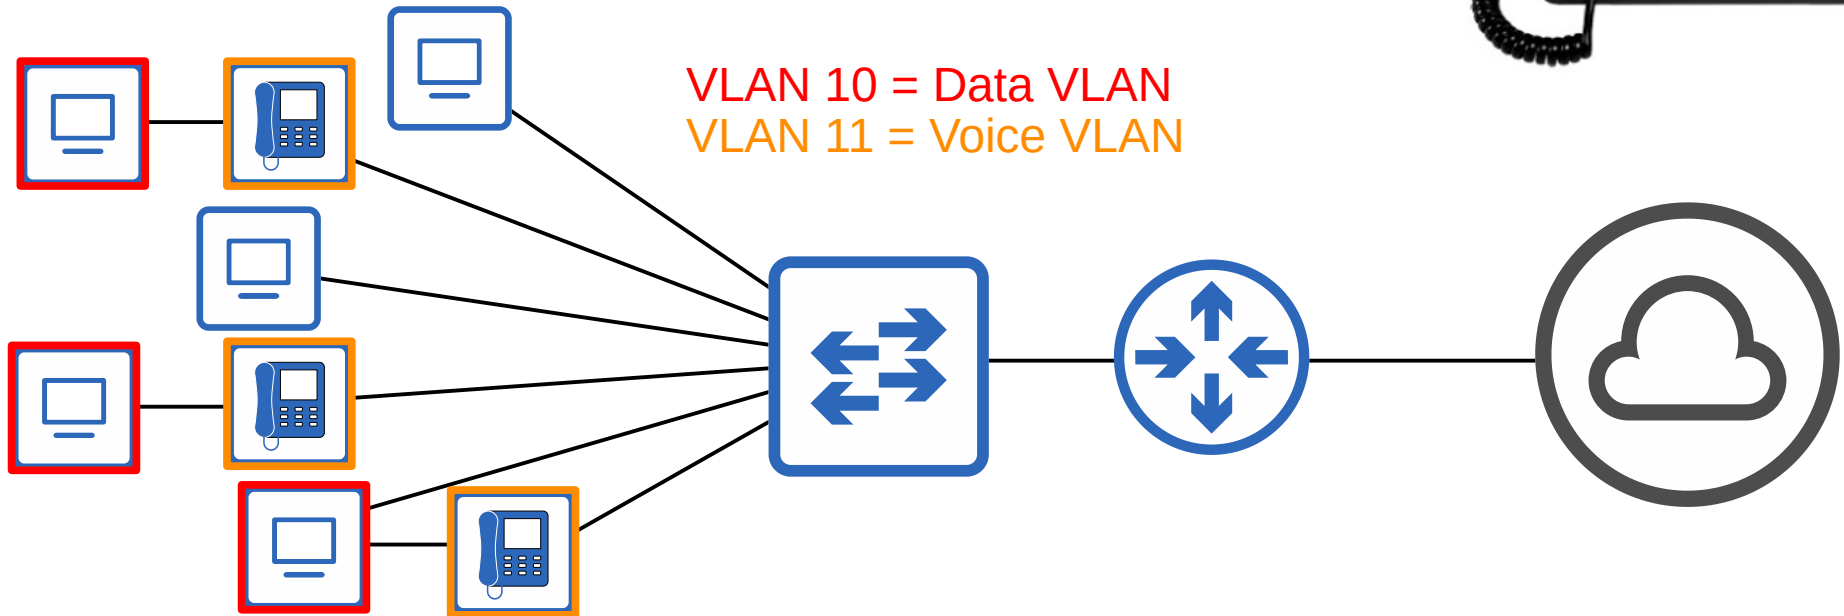 VLAN 10 = Data VLAN
VLAN 11 = Voice VLAN